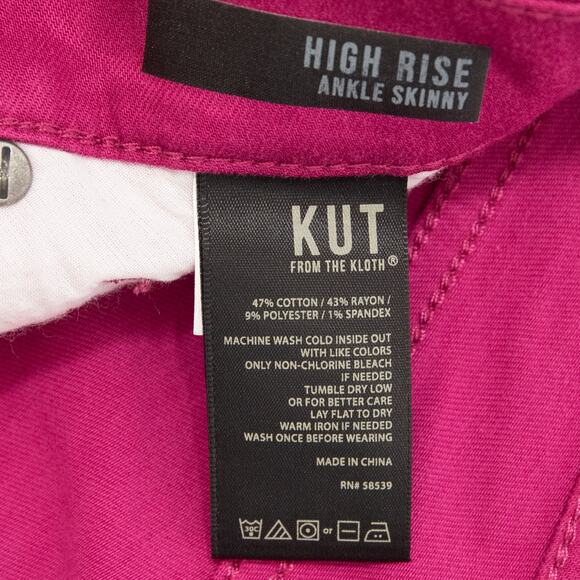 HIGH RISE
ANKLE SKINNY
KUT
FROM THE KLOTH®
47% COTTON / 43% RAYON /
9% POLYESTER / 1% SPANDEX
MACHINE WASH COLD INSIDE OUT
WITH LIKE COLORS
ONLY NON-CHLORINE BLEACH
IF NEEDED
TUMBLE DRY LOW
OR FOR BETTER CARE
LAY FLAT TO DRY
WARM IRON IF NEEDED
WASH ONCE BEFORE WEARING
MADE IN CHINA
RN# 58539
30C or